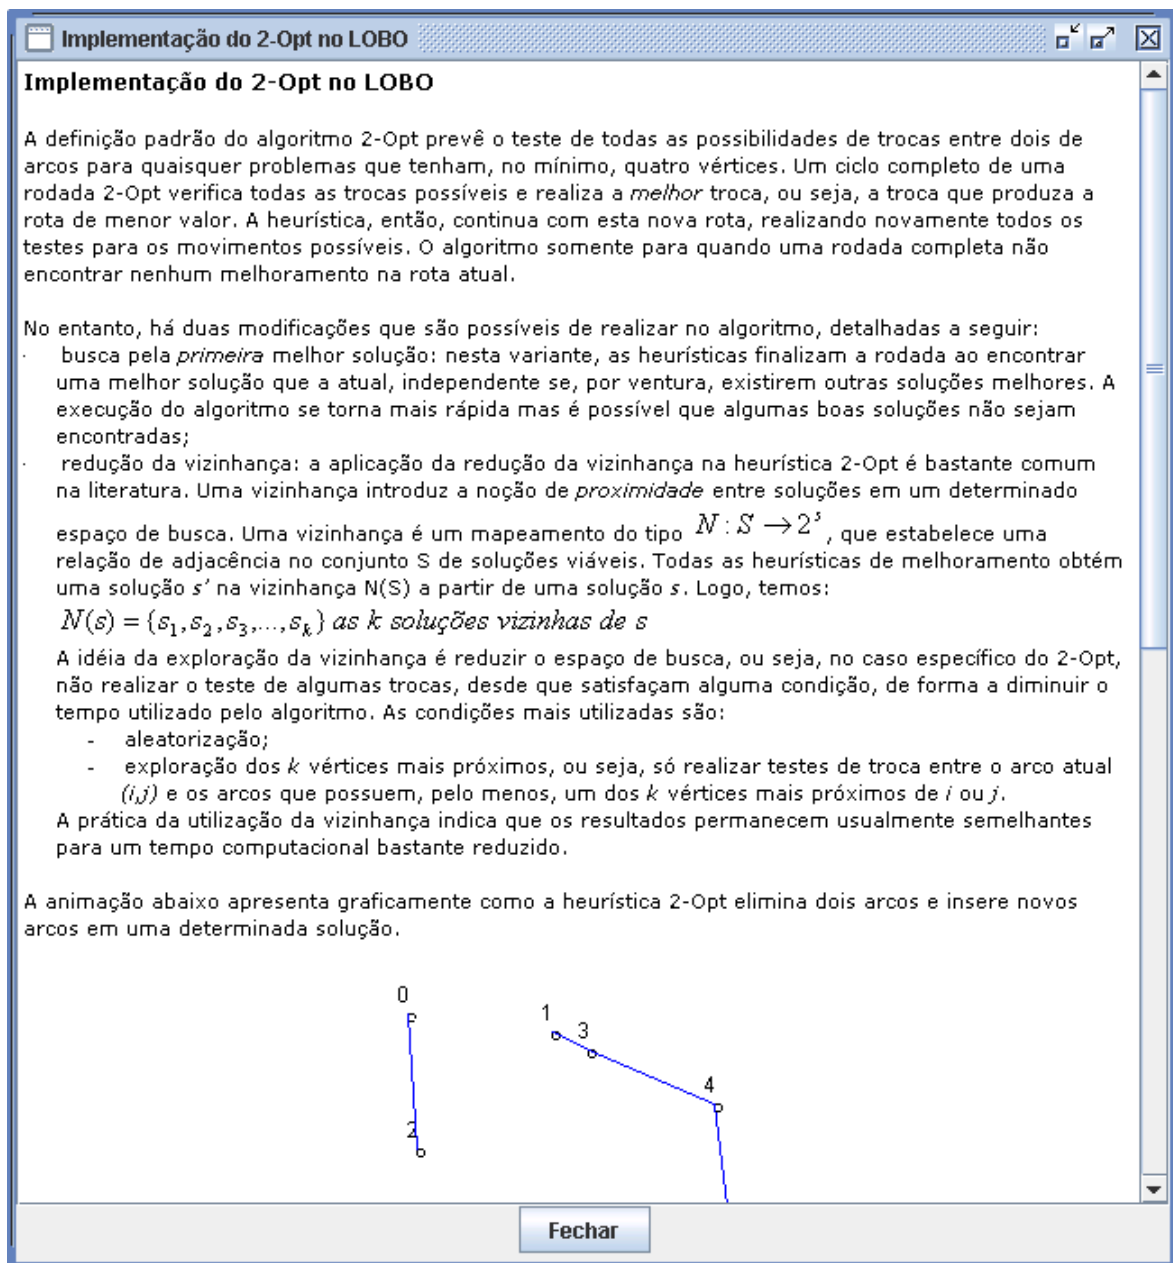 Implementação do 2-Opt no LOBO
Implementação do 2-Opt no LOBO
A definição padrão do algoritmo 2-Opt prevê o teste de todas as possibilidades de trocas entre dois de
arcos para quaisquer problemas que tenham, no mínimo, quatro vértices. Um ciclo completo de uma
rodada 2-Opt verifica todas as trocas possíveis e realiza a melhor troca, ou seja, a troca que produza a
rota de menor valor. A heurística, então, continua com esta nova rota, realizando novamente todos os
testes para os movimentos possíveis. O algoritmo somente para quando uma rodada completa não
encontrar nenhum melhoramento na rota atual.
No entanto, há duas modificações que são possíveis de realizar no algoritmo, detalhadas a seguir:
· busca pela primeira melhor solução: nesta variante, as heurísticas finalizam a rodada ao encontrar
uma melhor solução que a atual, independente se, por ventura, existirem outras soluções melhores. A
execução do algoritmo se torna mais rápida mas é possível que algumas boas soluções não sejam
encontradas;
· redução da vizinhança: a aplicação da redução da vizinhança na heurística 2-Opt é bastante comum
na literatura. Uma vizinhança introduz a noção de proximidade entre soluções em um determinado
espaço de busca. Uma vizinhança é um mapeamento do tipo N : S → 2^s, que estabelece uma
relação de adjacência no conjunto S de soluções viáveis. Todas as heurísticas de melhoramento obtém
uma solução s' na vizinhança N(S) a partir de uma solução s. Logo, temos:
N(s) = {s₁, s₂, s₃,..., sₖ} as k soluções vizinhas de s
A idéia da exploração da vizinhança é reduzir o espaço de busca, ou seja, no caso específico do 2-Opt,
não realizar o teste de algumas trocas, desde que satisfaçam alguma condição, de forma a diminuir o
tempo utilizado pelo algoritmo. As condições mais utilizadas são:
- aleatorização;
- exploração dos k vértices mais próximos, ou seja, só realizar testes de troca entre o arco atual
(i,j) e os arcos que possuem, pelo menos, um dos k vértices mais próximos de i ou j.
A prática da utilização da vizinhança indica que os resultados permanecem usualmente semelhantes
para um tempo computacional bastante reduzido.
A animação abaixo apresenta graficamente como a heurística 2-Opt elimina dois arcos e insere novos
arcos em uma determinada solução.
0
1
3
4
2
Fechar